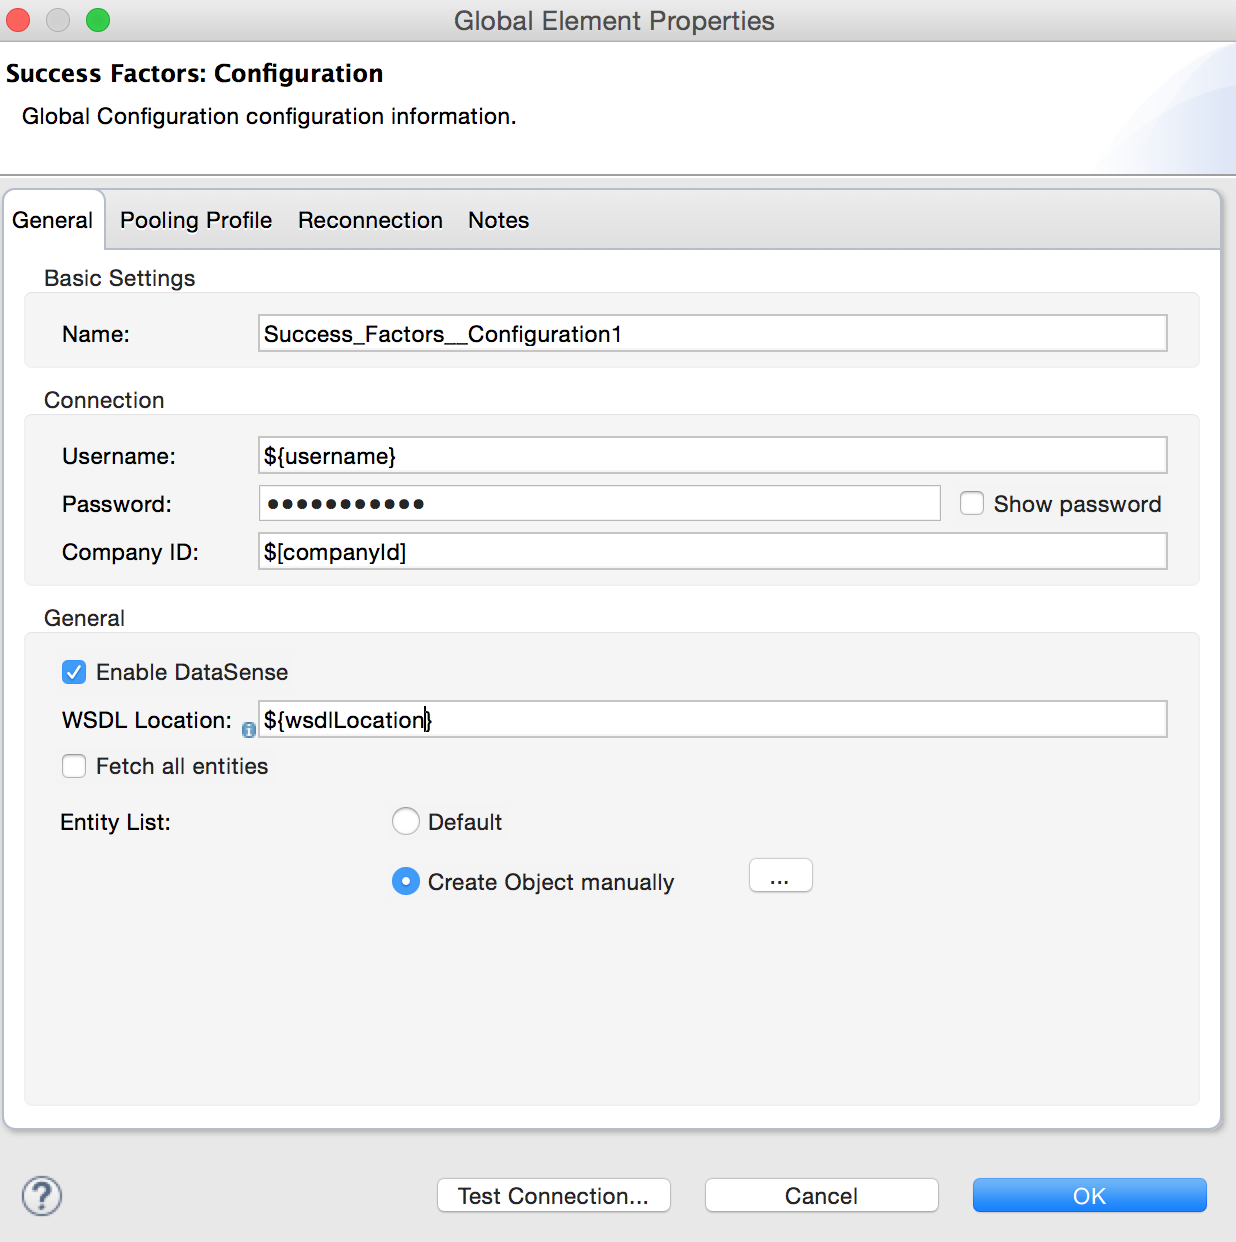 Global Element Properties
Success Factors: Configuration
Global Configuration configuration information.
General Pooling Profile Reconnection Notes
Basic Settings
Name: Success_Factors__Configuration1
Connection
Username: ${username}
Password: ●●●●●●●●●●● Show password
Company ID: $[companyId]
General
Enable DataSense
WSDL Location: ${wsdlLocation}
Fetch all entities
Entity List: Default
Create Object manually ...
? Test Connection... Cancel OK